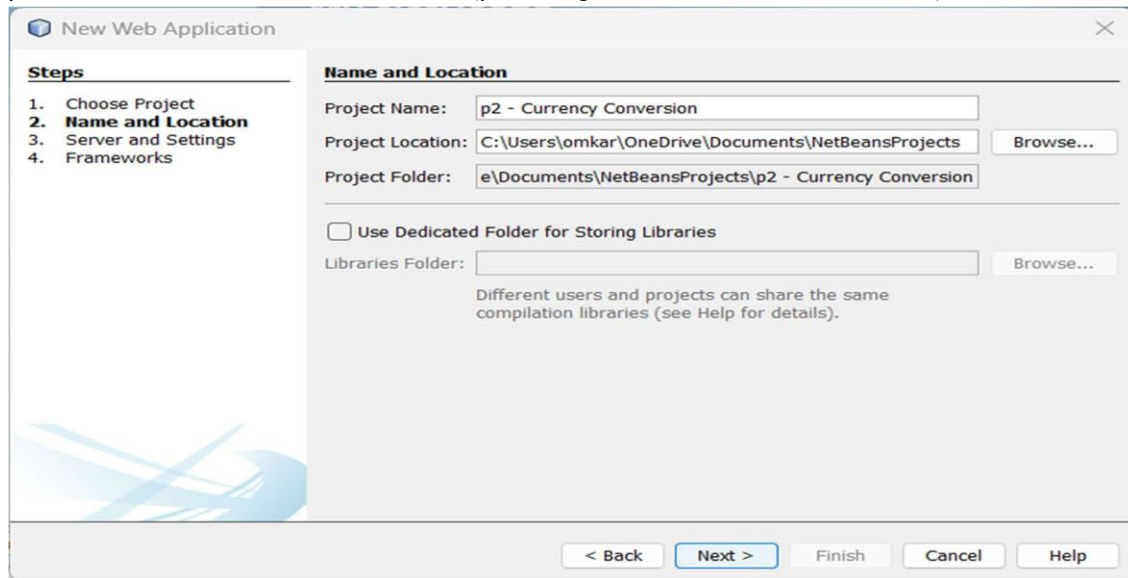 New Web Application
Steps
1. Choose Project
2. Name and Location
3. Server and Settings
4. Frameworks
Name and Location
Project Name: p2 - Currency Conversion
Project Location: C:\Users\omkar\OneDrive\Documents\NetBeansProjects Browse...
Project Folder: e\Documents\NetBeansProjects\p2 - Currency Conversion
Use Dedicated Folder for Storing Libraries
Libraries Folder: Browse...
Different users and projects can share the same
compilation libraries (see Help for details).
< Back Next > Finish Cancel Help